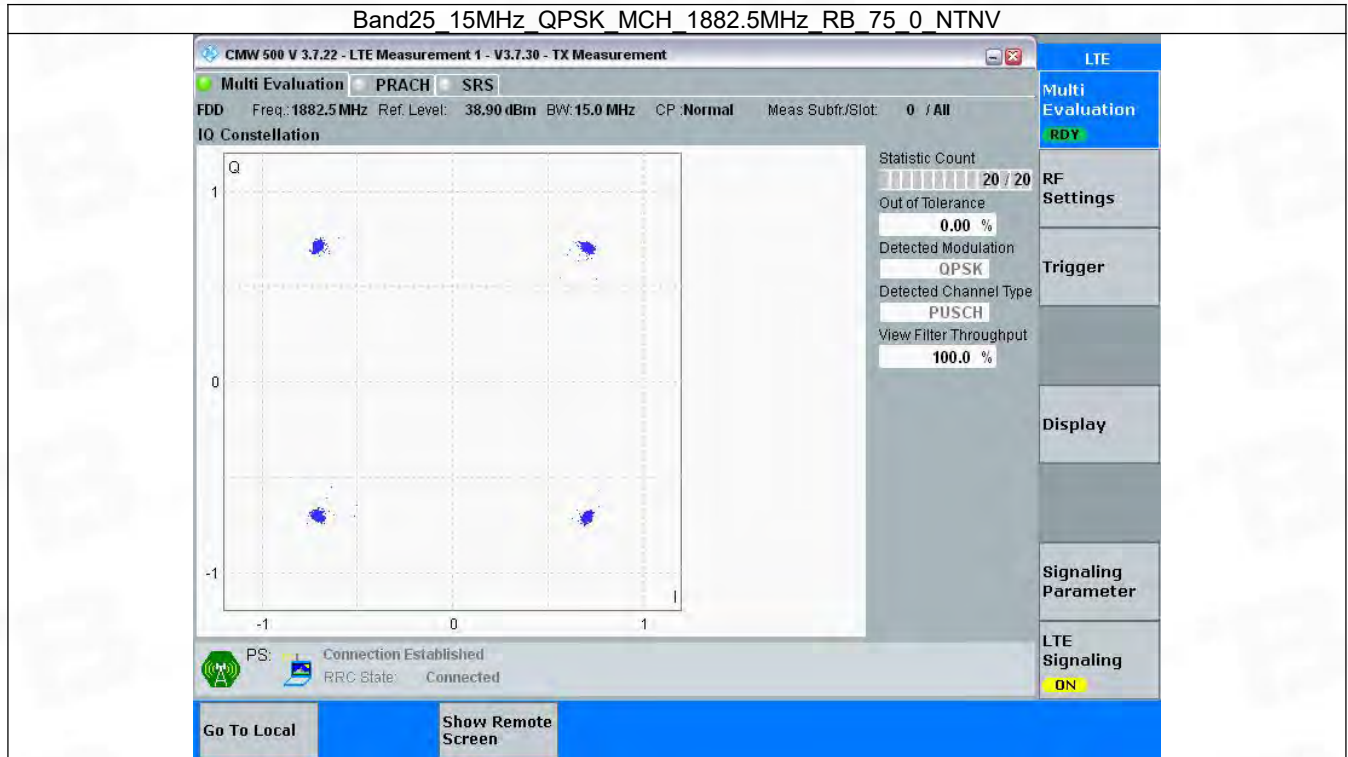 Band25_15MHz_QPSK_MCH_1882.5MHz_RB_75_0_NTNV
CMW 500 V 3.7.22 - LTE Measurement 1 - V3.7.30 - TX Measurement
LTE
Multi Evaluation PRACH SRS
FDD Freq.: 1882.5 MHz Ref. Level: 38.90 dBm BW: 15.0 MHz CP :Normal Meas Subfr./Slot: 0 / All
IQ Constellation
Q
1
0
-1
I
-1 0 1
Statistic Count
20 / 20
Out of Tolerance
0.00 %
Detected Modulation
QPSK
Detected Channel Type
PUSCH
View Filter Throughput
100.0 %
Multi
Evaluation
RDY
RF
Settings
Trigger
Display
Signaling
Parameter
LTE
Signaling
ON
PS: Connection Established
RRC State: Connected
Go To Local
Show Remote
Screen